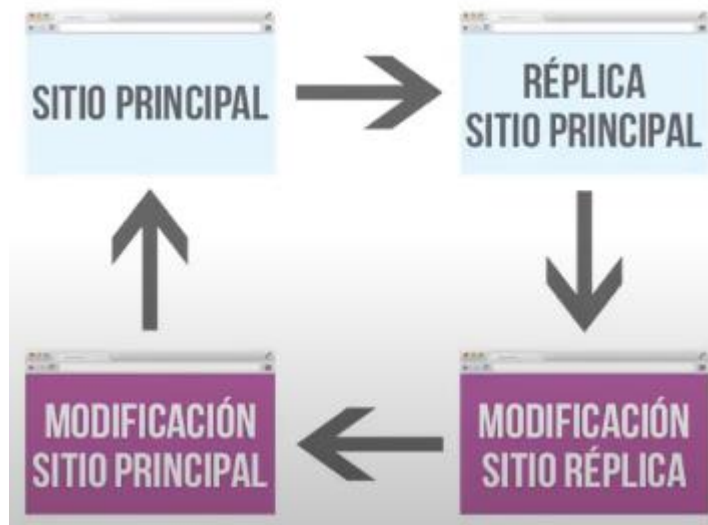 SITIO PRINCIPAL
RÉPLICA
SITIO PRINCIPAL
MODIFICACIÓN
SITIO PRINCIPAL
MODIFICACIÓN
SITIO RÉPLICA